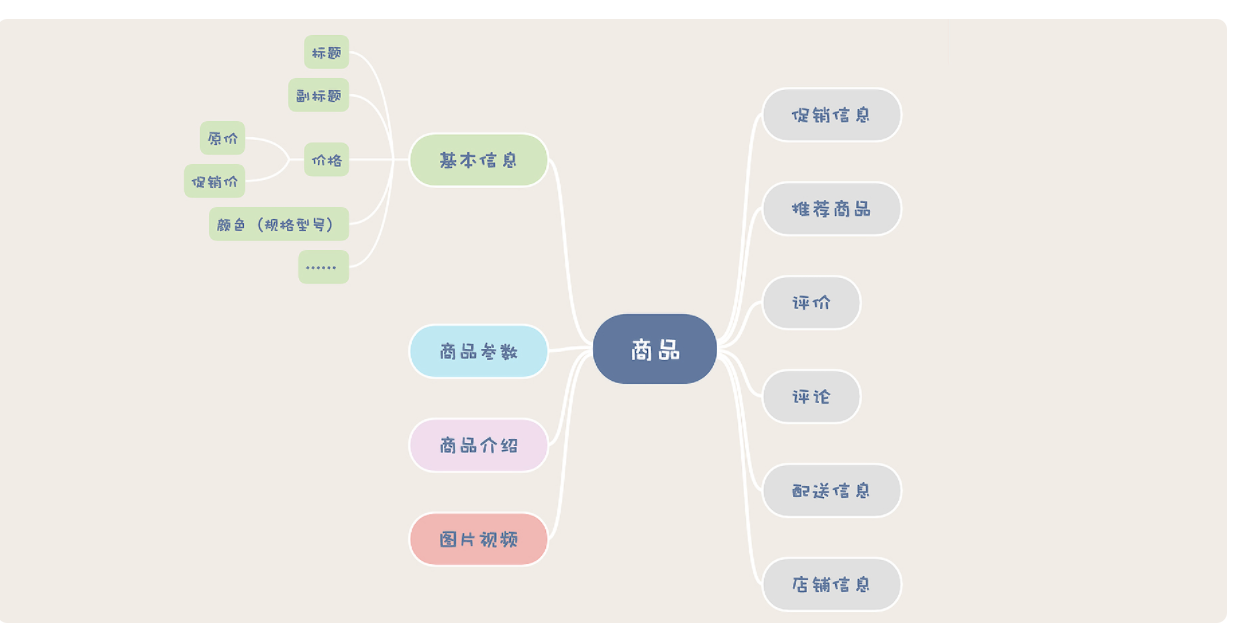 标题
副标题
原价
价格
促销价
颜色（规格型号）
……
基本信息
商品参数
商品介绍
图片视频
商品
促销信息
推荐商品
评价
评论
配送信息
店铺信息